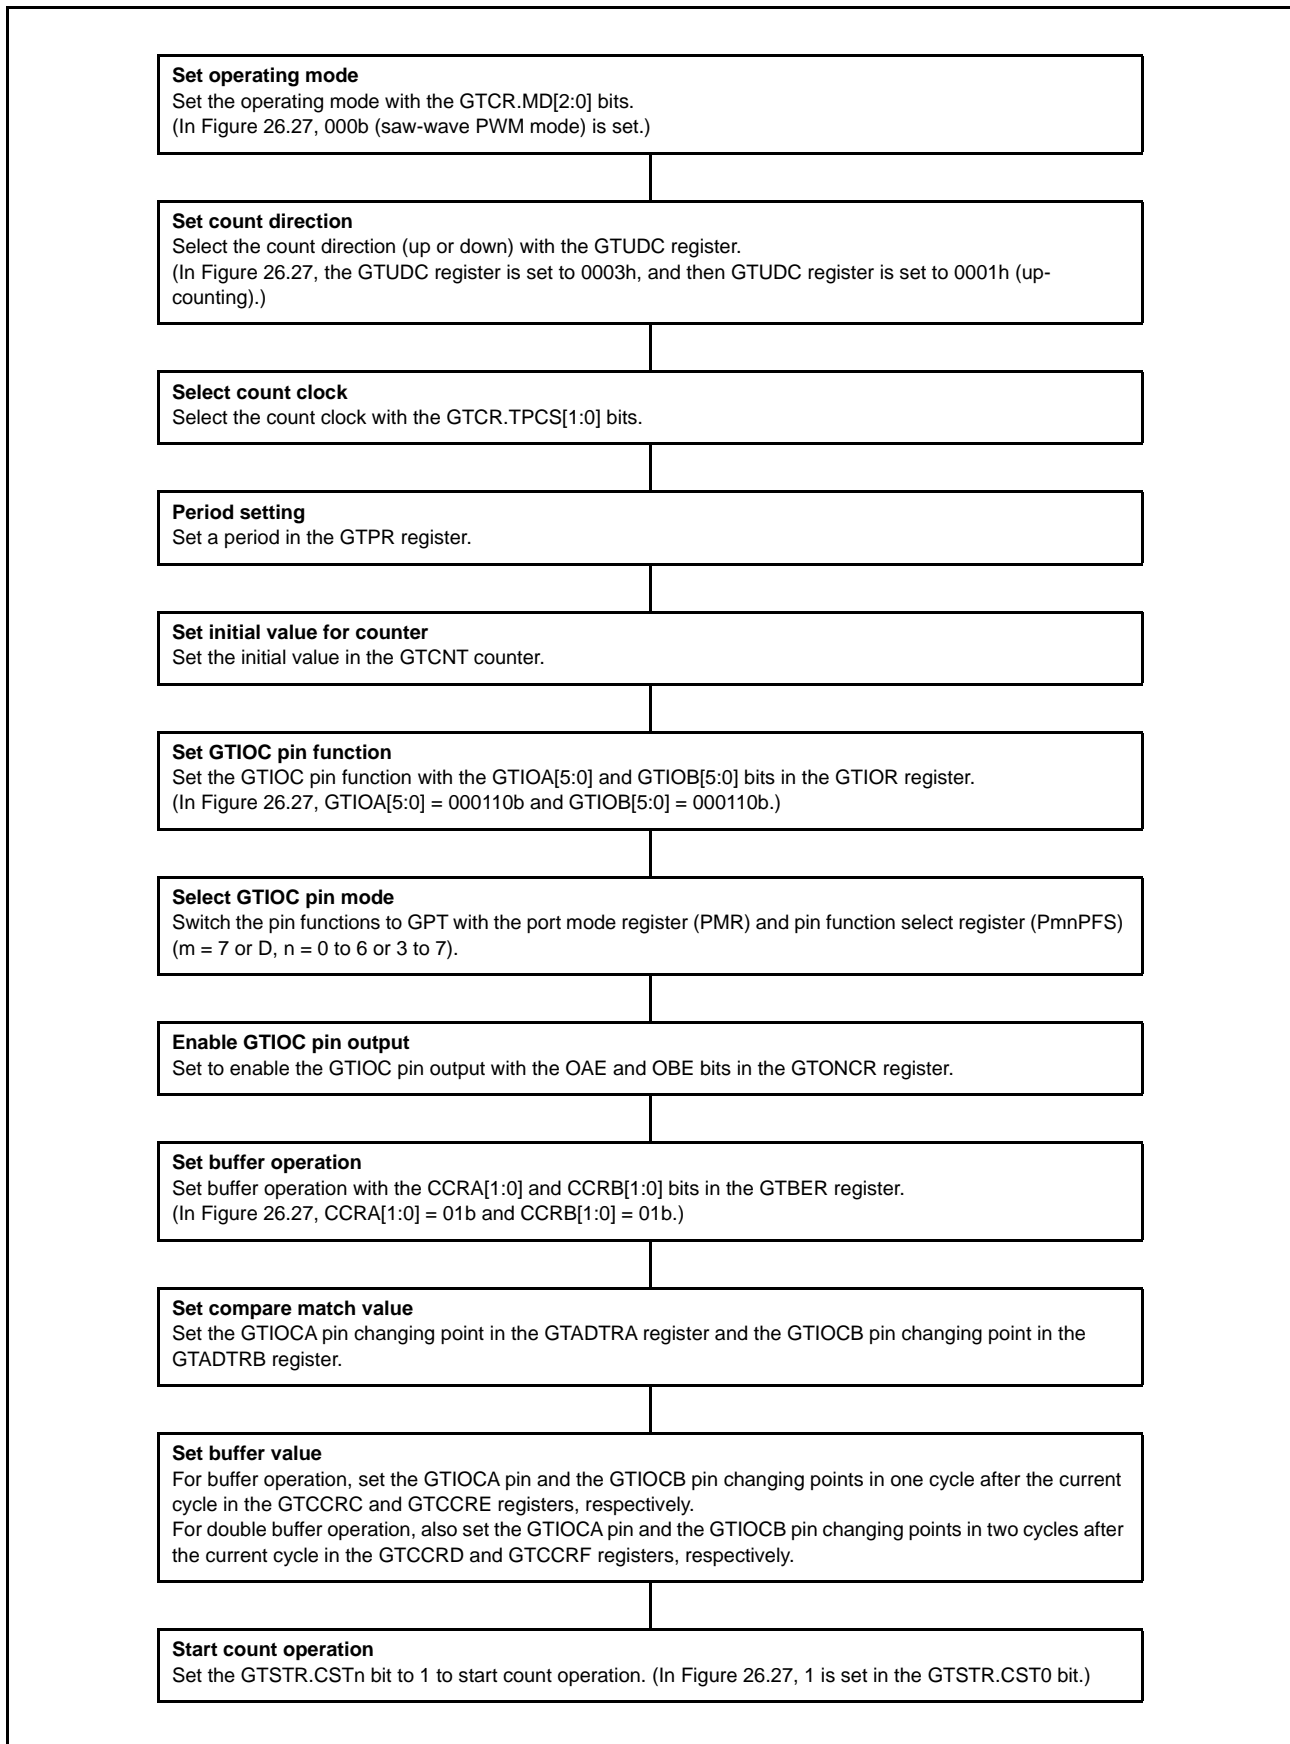 Set operating mode
Set the operating mode with the GTCR.MD[2:0] bits.
(In Figure 26.27, 000b (saw-wave PWM mode) is set.)
Set count direction
Select the count direction (up or down) with the GTUDC register.
(In Figure 26.27, the GTUDC register is set to 0003h, and then GTUDC register is set to 0001h (up-
counting).)
Select count clock
Select the count clock with the GTCR.TPCS[1:0] bits.
Period setting
Set a period in the GTPR register.
Set initial value for counter
Set the initial value in the GTCNT counter.
Set GTIOC pin function
Set the GTIOC pin function with the GTIOA[5:0] and GTIOB[5:0] bits in the GTIOR register.
(In Figure 26.27, GTIOA[5:0] = 000110b and GTIOB[5:0] = 000110b.)
Select GTIOC pin mode
Switch the pin functions to GPT with the port mode register (PMR) and pin function select register (PmnPFS)
(m = 7 or D, n = 0 to 6 or 3 to 7).
Enable GTIOC pin output
Set to enable the GTIOC pin output with the OAE and OBE bits in the GTONCR register.
Set buffer operation
Set buffer operation with the CCRA[1:0] and CCRB[1:0] bits in the GTBER register.
(In Figure 26.27, CCRA[1:0] = 01b and CCRB[1:0] = 01b.)
Set compare match value
Set the GTIOCA pin changing point in the GTADTRA register and the GTIOCB pin changing point in the
GTADTRB register.
Set buffer value
For buffer operation, set the GTIOCA pin and the GTIOCB pin changing points in one cycle after the current
cycle in the GTCCRC and GTCCRE registers, respectively.
For double buffer operation, also set the GTIOCA pin and the GTIOCB pin changing points in two cycles after
the current cycle in the GTCCRD and GTCCRF registers, respectively.
Start count operation
Set the GTSTR.CSTn bit to 1 to start count operation. (In Figure 26.27, 1 is set in the GTSTR.CST0 bit.)